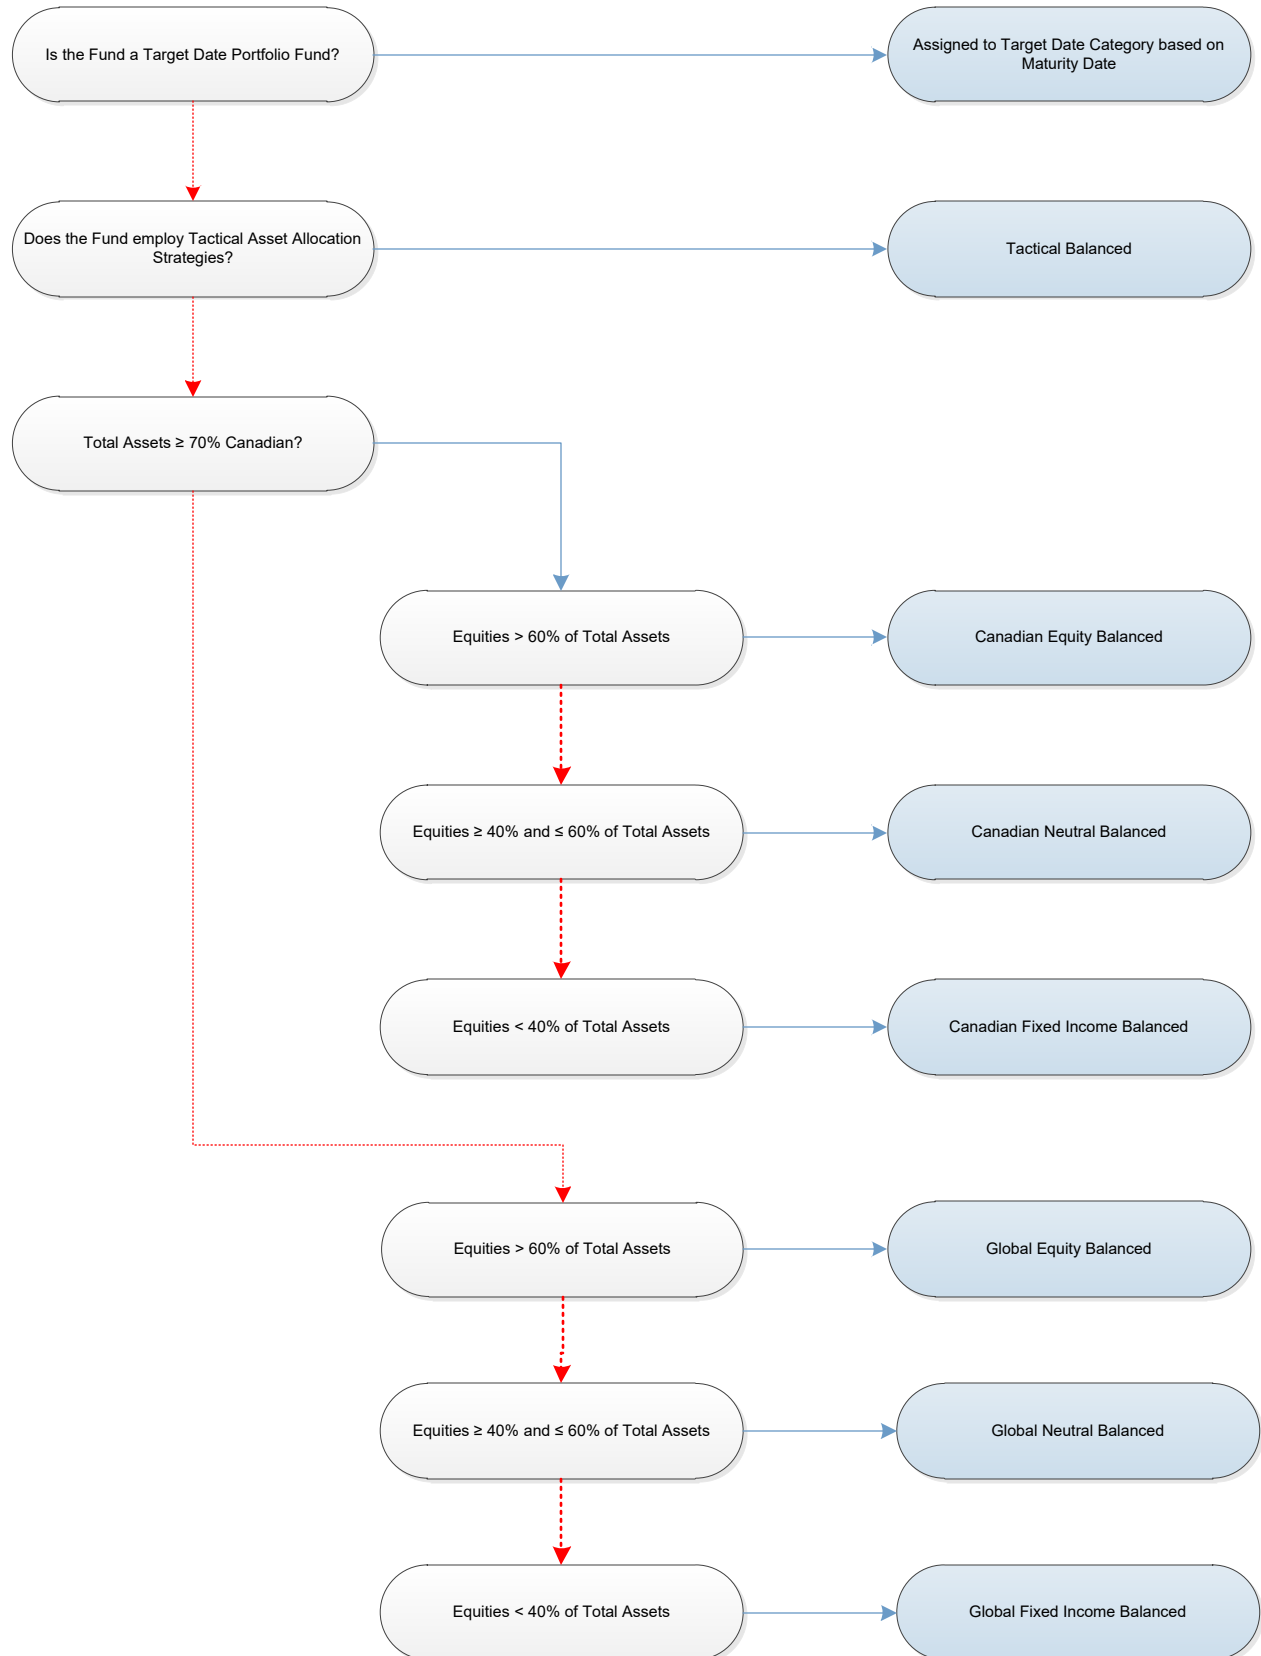 Is the Fund a Target Date Portfolio Fund?
Assigned to Target Date Category based on
Maturity Date
Does the Fund employ Tactical Asset Allocation
Strategies?
Tactical Balanced
Total Assets ≥ 70% Canadian?
Equities > 60% of Total Assets
Canadian Equity Balanced
Equities ≥ 40% and ≤ 60% of Total Assets
Canadian Neutral Balanced
Equities < 40% of Total Assets
Canadian Fixed Income Balanced
Equities > 60% of Total Assets
Global Equity Balanced
Equities ≥ 40% and ≤ 60% of Total Assets
Global Neutral Balanced
Equities < 40% of Total Assets
Global Fixed Income Balanced